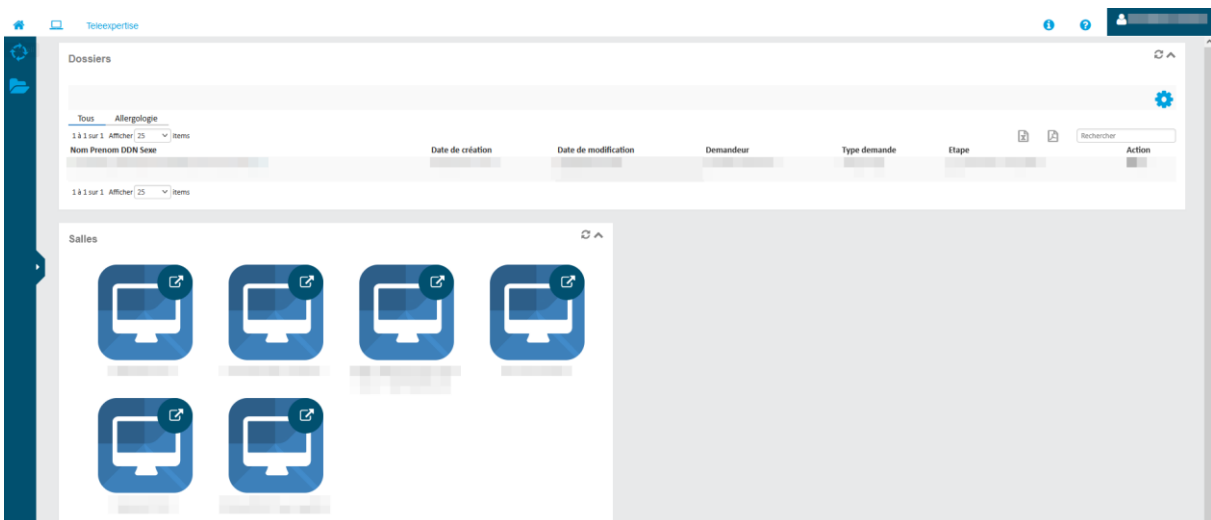 Teleexpertise
Dossiers
Tous Allergologie
1 à 1 sur 1 Afficher 25 items
Rechercher
Nom Prenom DDN Sexe Date de création Date de modification Demandeur Type demande Etape Action
1 à 1 sur 1 Afficher 25 items
Salles